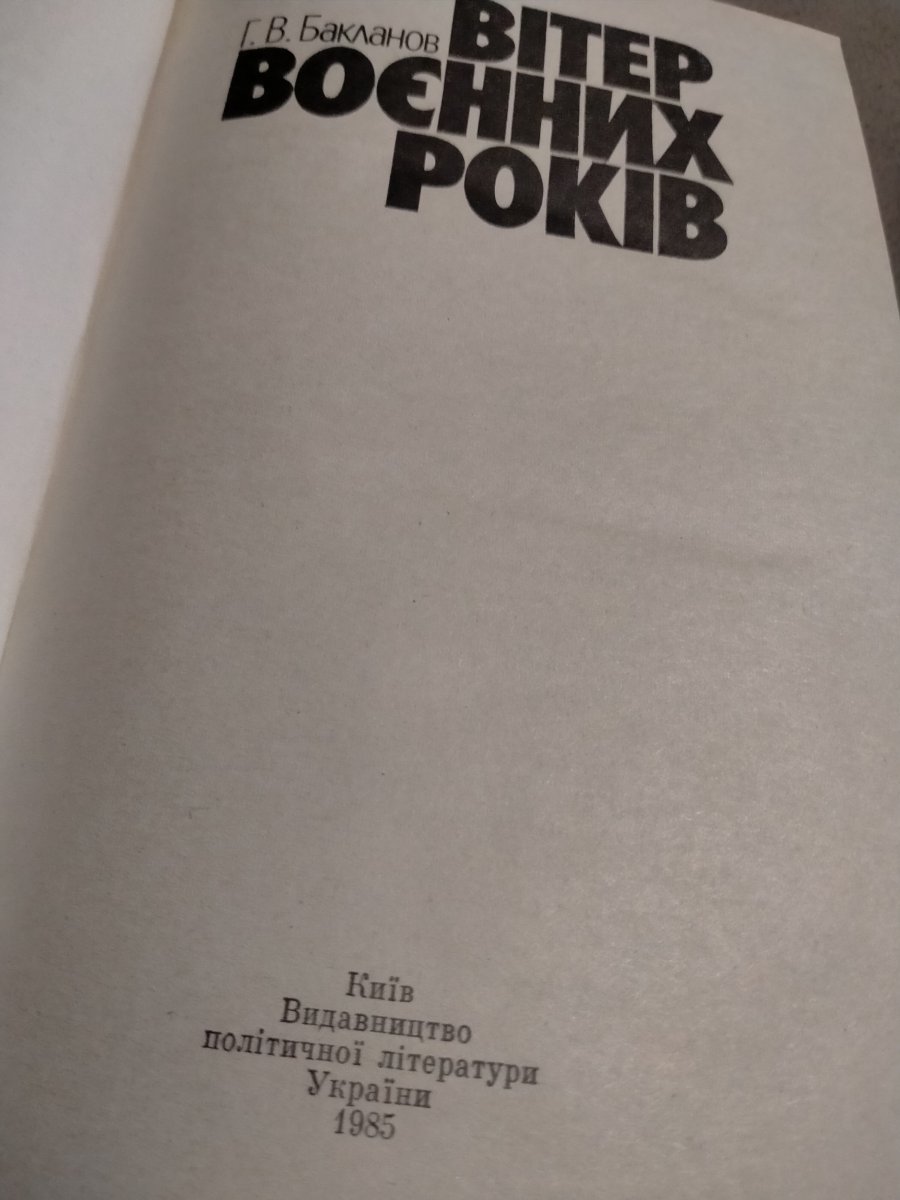 Г. В. Бакланов
ВІТЕР
ВОЄННИХ
РОКІВ
Київ
Видавництво
політичної літератури
України
1985